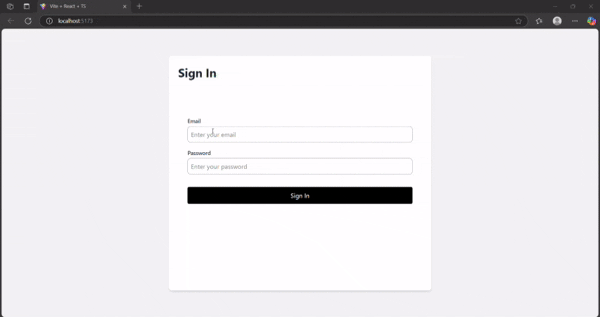 Vite + React + TS
localhost:5173
Sign In
Email
Enter your email
Password
Enter your password
Sign In